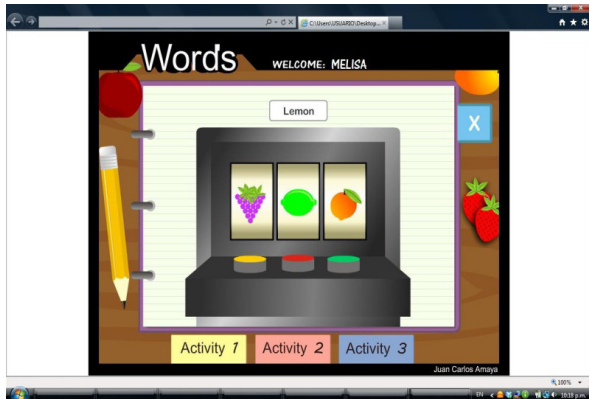 C:\Users\USUARIO\Desktop...
Words
WELCOME: MELISA
Lemon
X
Activity 1
Activity 2
Activity 3
Juan Carlos Amaya
100%
EN
10:18 p.m.